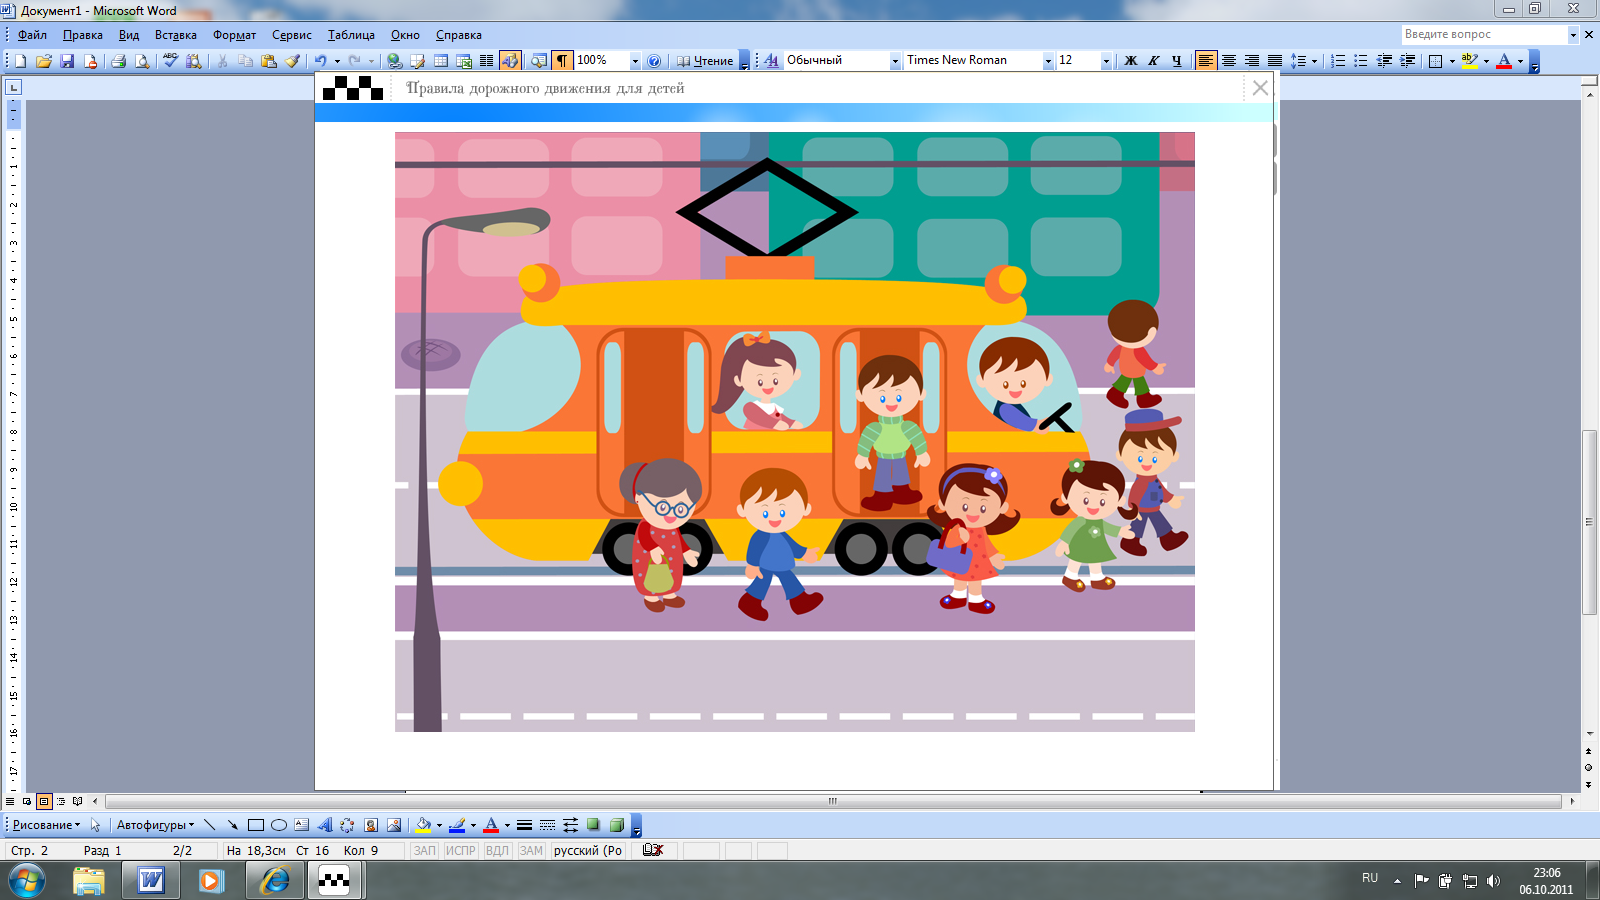 Документ1 - Microsoft Word
Файл Правка Вид Вставка Формат Сервис Таблица Окно Справка
Введите вопрос
100% Чтение Обычный Times New Roman 12 Ж К Ч
Правила дорожного движения для детей
Рисование Автофигуры
Стр. 2 Разд 1 2/2 На 18,3см Ст 16 Кол 9 ЗАП ИСПР ВДЛ ЗАМ русский (Ро
RU 23:06
06.10.2011